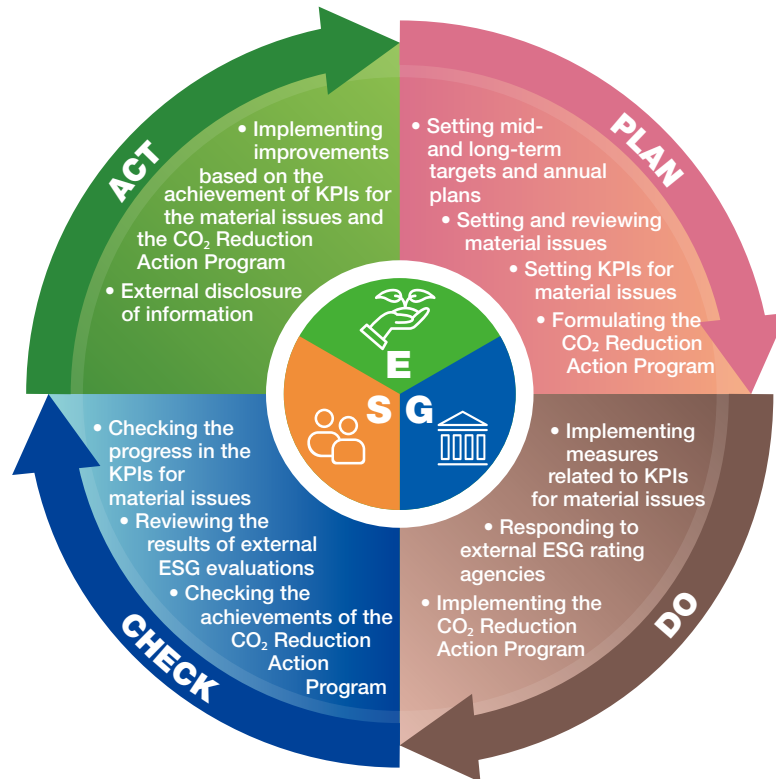 ACT
• Implementing
improvements
based on the
achievement of KPIs for
the material issues and
the CO₂ Reduction
Action Program
• External disclosure
of information
PLAN
• Setting mid-
and long-term
targets and annual
plans
• Setting and reviewing
material issues
• Setting KPIs for
material issues
• Formulating the
CO₂ Reduction
Action Program
E
S
G
CHECK
• Checking the
progress in the
KPIs for
material issues
• Reviewing the
results of external
ESG evaluations
• Checking the
achievements of the
CO₂ Reduction
Action
Program
DO
• Implementing
measures
related to KPIs
for material issues
• Responding to
external ESG rating
agencies
• Implementing the
CO₂ Reduction
Action Program